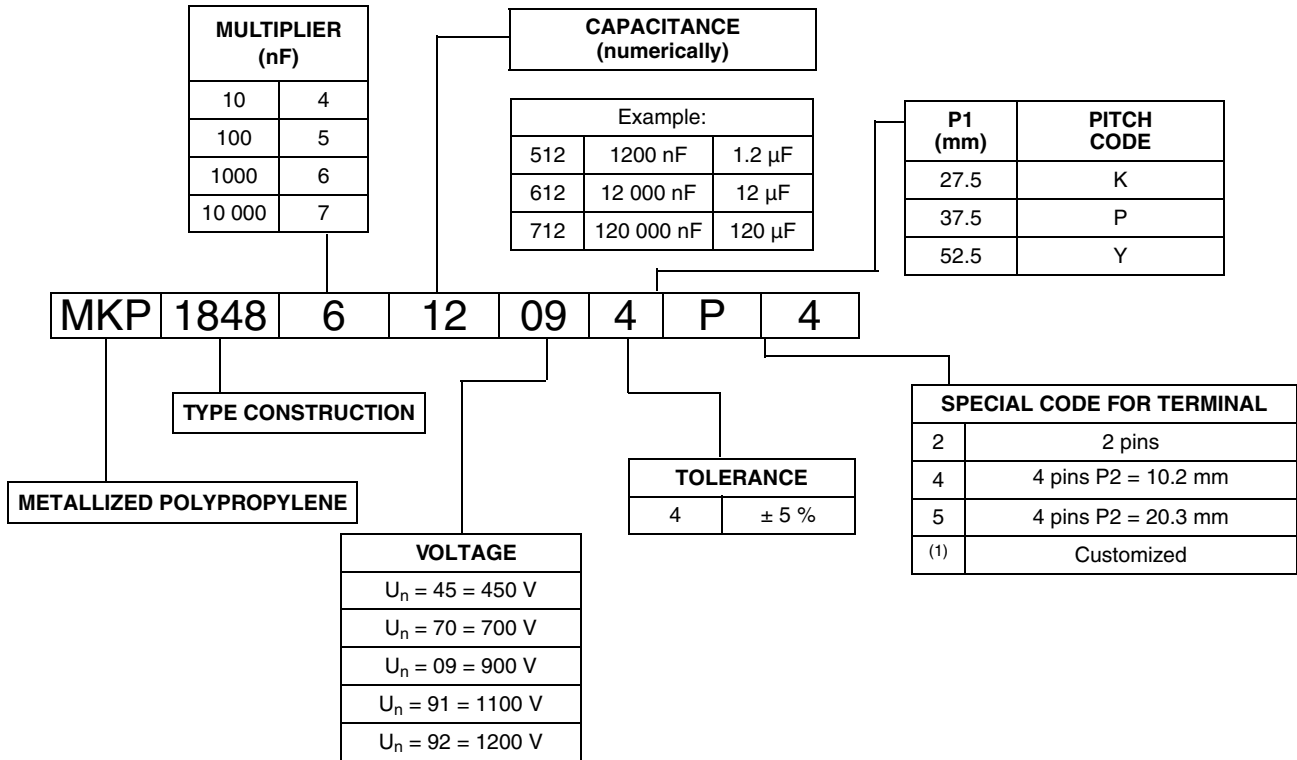 MULTIPLIER
(nF)
10 4
100 5
1000 6
10 000 7
CAPACITANCE
(numerically)
Example:
512 1200 nF 1.2 µF
612 12 000 nF 12 µF
712 120 000 nF 120 µF
P1
(mm)
PITCH
CODE
27.5 K
37.5 P
52.5 Y
MKP 1848 6 12 09 4 P 4
TYPE CONSTRUCTION
METALLIZED POLYPROPYLENE
VOLTAGE
Un = 45 = 450 V
Un = 70 = 700 V
Un = 09 = 900 V
Un = 91 = 1100 V
Un = 92 = 1200 V
TOLERANCE
4 ± 5 %
SPECIAL CODE FOR TERMINAL
2 2 pins
4 4 pins P2 = 10.2 mm
5 4 pins P2 = 20.3 mm
(1) Customized